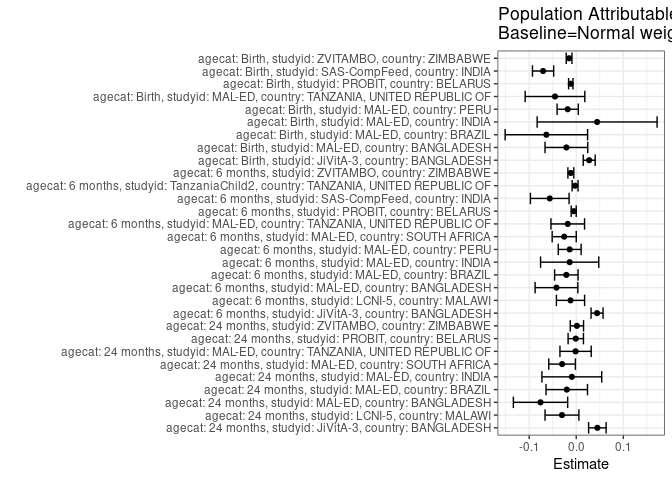 Population Attributable
Baseline=Normal weig
agecat: Birth, studyid: ZVITAMBO, country: ZIMBABWE
agecat: Birth, studyid: SAS-CompFeed, country: INDIA
agecat: Birth, studyid: PROBIT, country: BELARUS
agecat: Birth, studyid: MAL-ED, country: TANZANIA, UNITED REPUBLIC OF
agecat: Birth, studyid: MAL-ED, country: PERU
agecat: Birth, studyid: MAL-ED, country: INDIA
agecat: Birth, studyid: MAL-ED, country: BRAZIL
agecat: Birth, studyid: MAL-ED, country: BANGLADESH
agecat: Birth, studyid: JiVitA-3, country: BANGLADESH
agecat: 6 months, studyid: ZVITAMBO, country: ZIMBABWE
agecat: 6 months, studyid: TanzaniaChild2, country: TANZANIA, UNITED REPUBLIC OF
agecat: 6 months, studyid: SAS-CompFeed, country: INDIA
agecat: 6 months, studyid: PROBIT, country: BELARUS
agecat: 6 months, studyid: MAL-ED, country: TANZANIA, UNITED REPUBLIC OF
agecat: 6 months, studyid: MAL-ED, country: SOUTH AFRICA
agecat: 6 months, studyid: MAL-ED, country: PERU
agecat: 6 months, studyid: MAL-ED, country: INDIA
agecat: 6 months, studyid: MAL-ED, country: BRAZIL
agecat: 6 months, studyid: MAL-ED, country: BANGLADESH
agecat: 6 months, studyid: LCNI-5, country: MALAWI
agecat: 6 months, studyid: JiVitA-3, country: BANGLADESH
agecat: 24 months, studyid: ZVITAMBO, country: ZIMBABWE
agecat: 24 months, studyid: PROBIT, country: BELARUS
agecat: 24 months, studyid: MAL-ED, country: TANZANIA, UNITED REPUBLIC OF
agecat: 24 months, studyid: MAL-ED, country: SOUTH AFRICA
agecat: 24 months, studyid: MAL-ED, country: INDIA
agecat: 24 months, studyid: MAL-ED, country: BRAZIL
agecat: 24 months, studyid: MAL-ED, country: BANGLADESH
agecat: 24 months, studyid: LCNI-5, country: MALAWI
agecat: 24 months, studyid: JiVitA-3, country: BANGLADESH
-0.1 0.0 0.1
Estimate